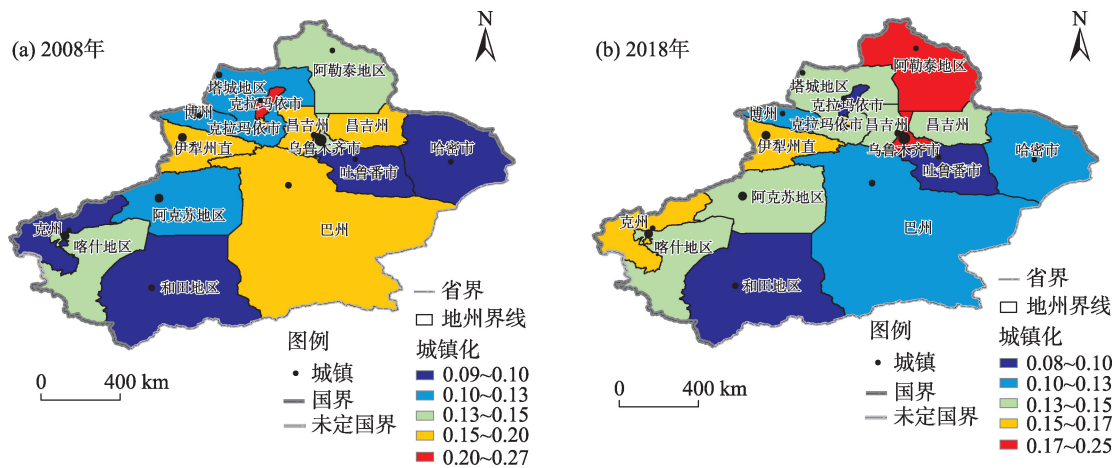 (a) 2008年
N
阿勒泰地区
塔城地区
克拉玛依市
博州
克拉玛依市
昌吉州
昌吉州
伊犁州直
乌鲁木齐市
吐鲁番市
哈密市
阿克苏地区
克州
喀什地区
巴州
和田地区
省界
地州界线
图例
城镇化
城镇
国界
未定国界
0.09~0.10
0.10~0.13
0.13~0.15
0.15~0.20
0.20~0.27
0
400 km
(b) 2018年
N
阿勒泰地区
塔城地区
克拉玛依市
博州
克拉玛依市
昌吉州
昌吉州
伊犁州直
乌鲁木齐市
吐鲁番市
哈密市
阿克苏地区
克州
喀什地区
巴州
和田地区
省界
地州界线
图例
城镇化
城镇
国界
未定国界
0.08~0.10
0.10~0.13
0.13~0.15
0.15~0.17
0.17~0.25
0
400 km